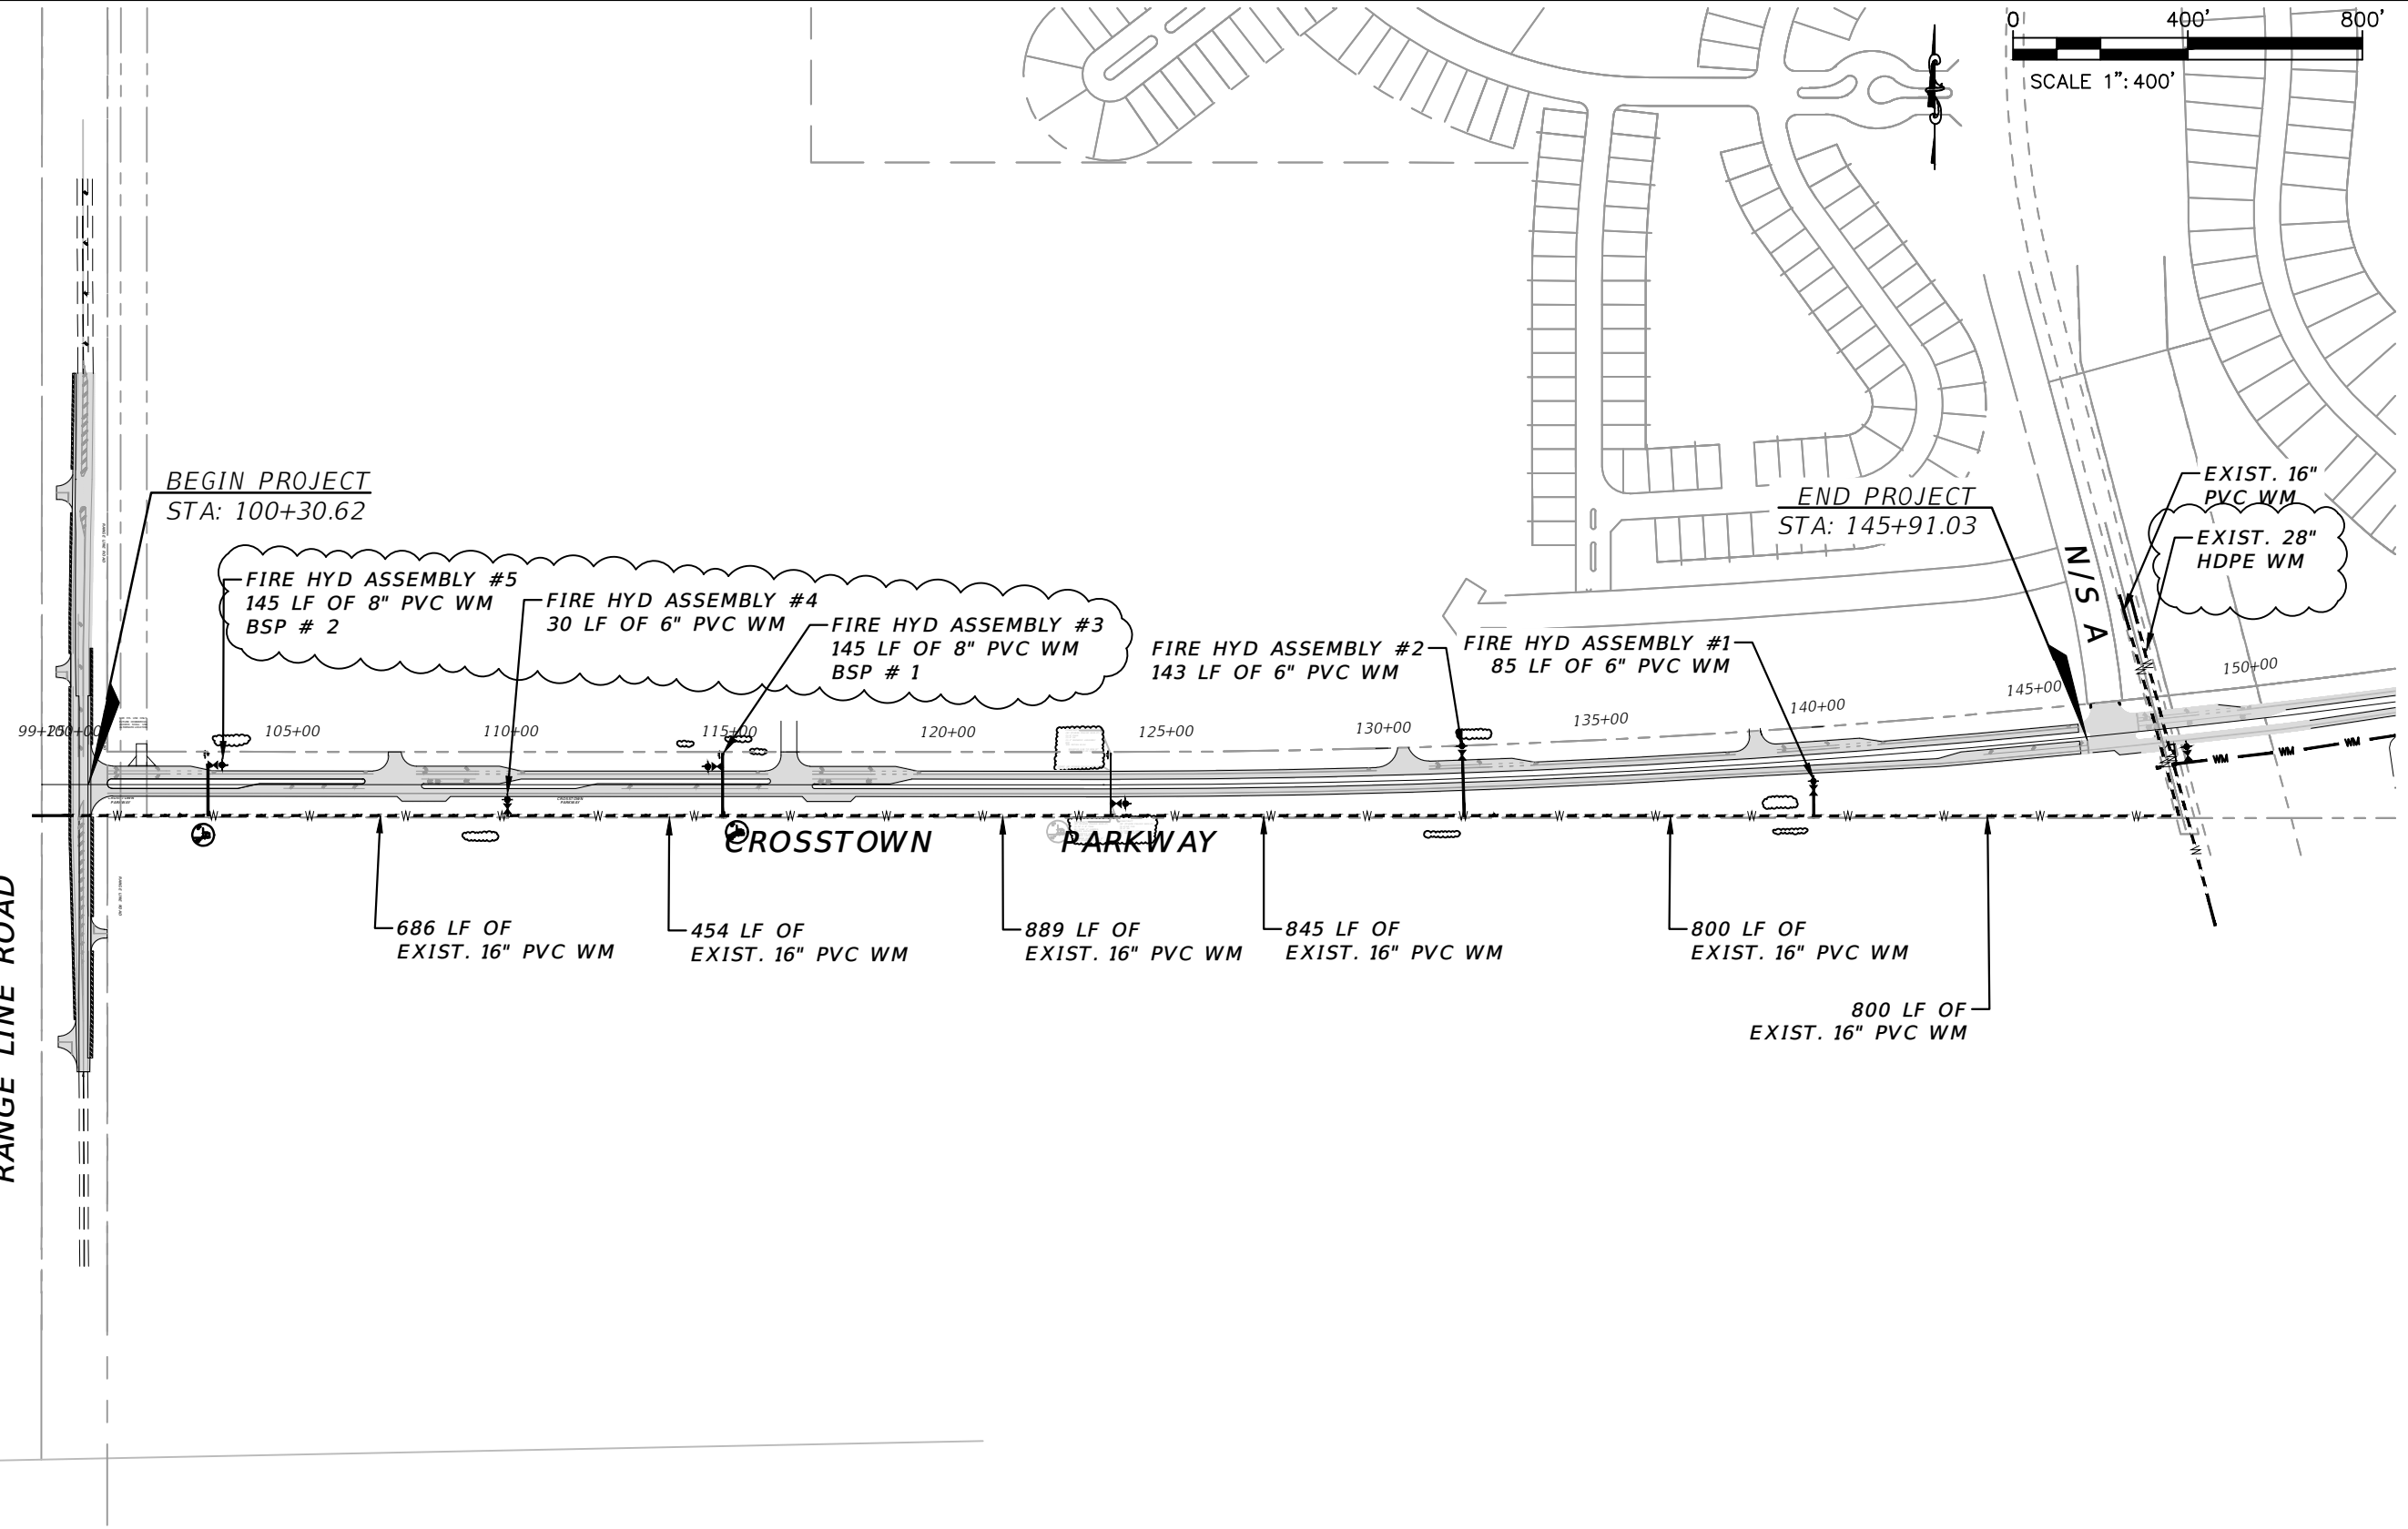 0 400' 800'
SCALE 1": 400'
BEGIN PROJECT
STA: 100+30.62
END PROJECT
STA: 145+91.03
EXIST. 16"
PVC WM
EXIST. 28"
HDPE WM
N/S A
FIRE HYD ASSEMBLY #5
145 LF OF 8" PVC WM
BSP # 2
FIRE HYD ASSEMBLY #4
30 LF OF 6" PVC WM
FIRE HYD ASSEMBLY #3
145 LF OF 8" PVC WM
BSP # 1
FIRE HYD ASSEMBLY #2
143 LF OF 6" PVC WM
FIRE HYD ASSEMBLY #1
85 LF OF 6" PVC WM
105+00
110+00
115+00
120+00
125+00
130+00
135+00
140+00
145+00
150+00
WM WM WM
CROSSTOWN PARKWAY
RANGE LINE ROAD
686 LF OF
EXIST. 16" PVC WM
454 LF OF
EXIST. 16" PVC WM
889 LF OF
EXIST. 16" PVC WM
845 LF OF
EXIST. 16" PVC WM
800 LF OF
EXIST. 16" PVC WM
800 LF OF
EXIST. 16" PVC WM